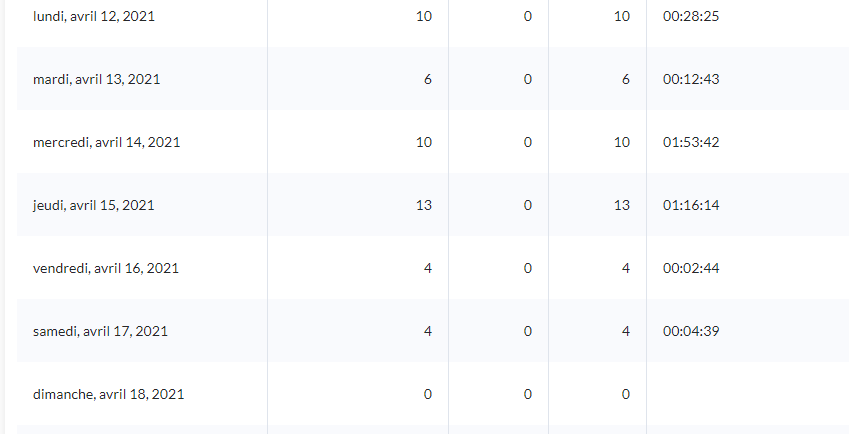 lundi, avril 12, 2021 10 0 10 00:28:25
mardi, avril 13, 2021 6 0 6 00:12:43
mercredi, avril 14, 2021 10 0 10 01:53:42
jeudi, avril 15, 2021 13 0 13 01:16:14
vendredi, avril 16, 2021 4 0 4 00:02:44
samedi, avril 17, 2021 4 0 4 00:04:39
dimanche, avril 18, 2021 0 0 0